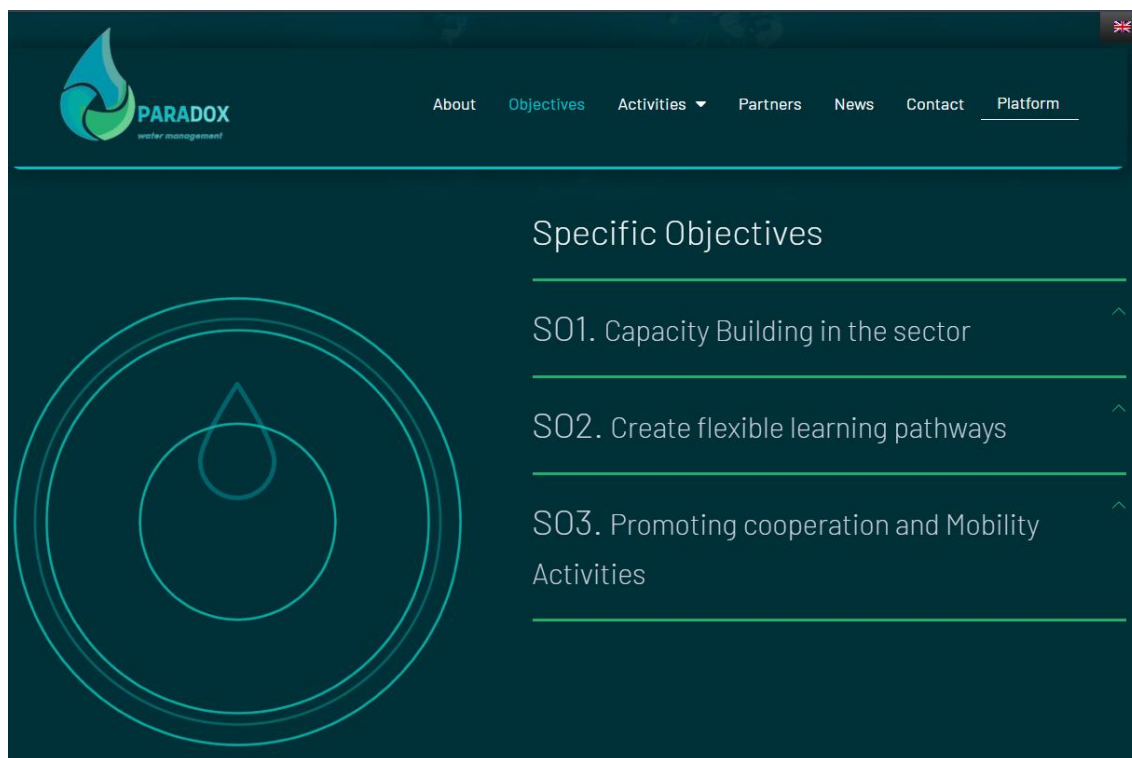 PARADOX
water management
About Objectives Activities Partners News Contact Platform
Specific Objectives
SO1. Capacity Building in the sector
SO2. Create flexible learning pathways
SO3. Promoting cooperation and Mobility
Activities